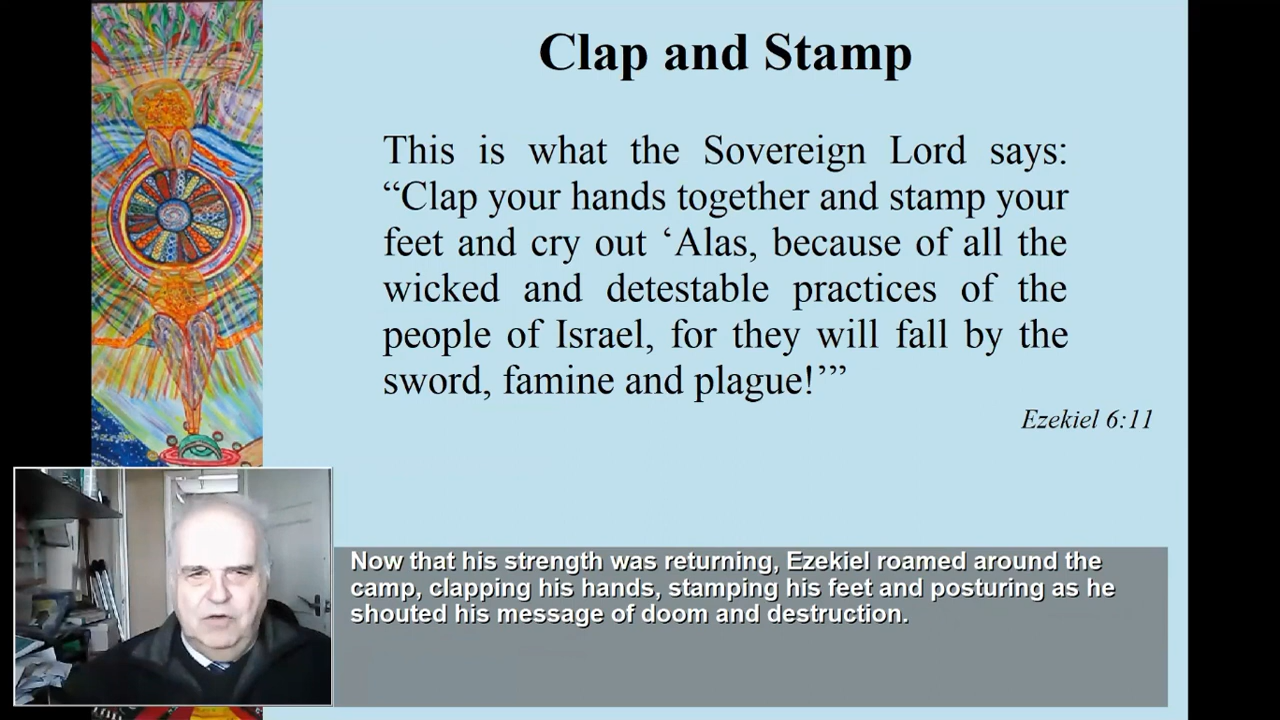 Clap and Stamp
This is what the Sovereign Lord says:
“Clap your hands together and stamp your
feet and cry out ‘Alas, because of all the
wicked and detestable practices of the
people of Israel, for they will fall by the
sword, famine and plague!’”
Ezekiel 6:11
Now that his strength was returning, Ezekiel roamed around the
camp, clapping his hands, stamping his feet and posturing as he
shouted his message of doom and destruction.